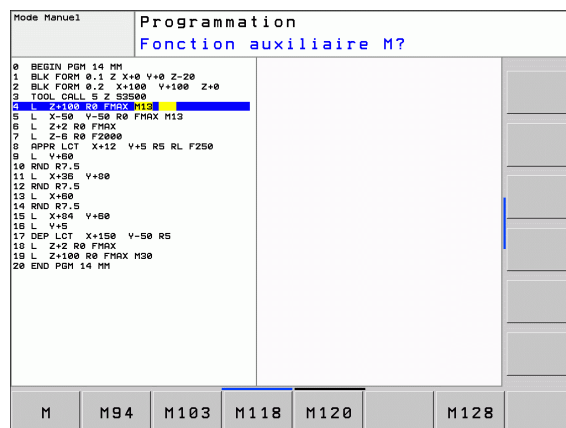 Mode Manuel
Programmation
Fonction auxiliaire M?
0 BEGIN PGM 14 MM
1 BLK FORM 0.1 Z X+0 Y+0 Z-20
2 BLK FORM 0.2 X+100 Y+100 Z+0
3 TOOL CALL 5 Z S3500
4 L Z+100 R0 FMAX M13
5 L X-50 Y-50 R0 FMAX M13
6 L Z+2 R0 FMAX
7 L Z-6 R0 F2000
8 APPR LCT X+12 Y+5 R5 RL F250
9 L Y+60
10 RND R7.5
11 L X+36 Y+80
12 RND R7.5
13 L X+60
14 RND R7.5
15 L X+84 Y+60
16 L Y+5
17 DEP LCT X+150 Y-50 R5
18 L Z+2 R0 FMAX
19 L Z+100 R0 FMAX M30
20 END PGM 14 MM
M M94 M103 M118 M120 M128